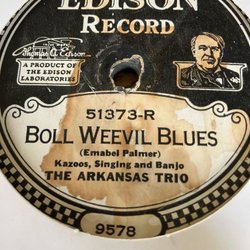 EDISON
RECORD
Thomas A Edison
A PRODUCT OF
THE EDISON
LABORATORIES
51373-R
BOLL WEEVIL BLUES
(Emabel Palmer)
Kazoos, Singing and Banjo
THE ARKANSAS TRIO
9578